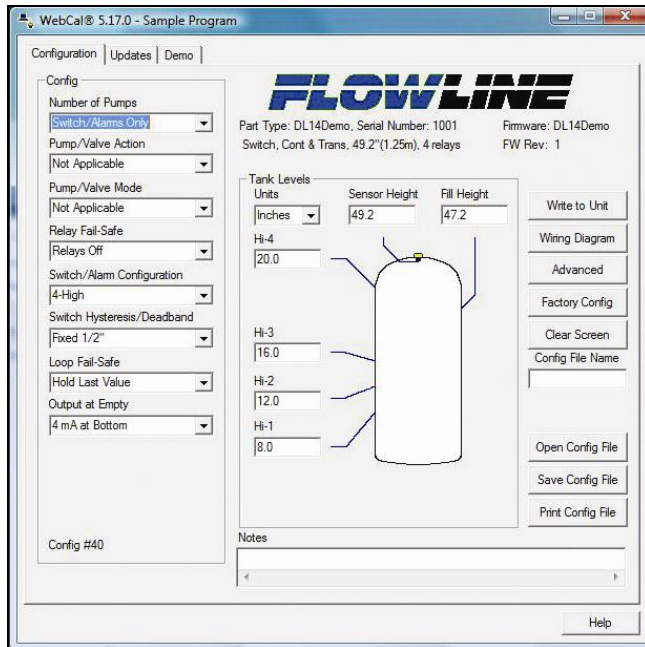 WebCal® 5.17.0 - Sample Program
Configuration Updates Demo
Config
Number of Pumps
Switch/Alarms Only
Pump/Valve Action
Not Applicable
Pump/Valve Mode
Not Applicable
Relay Fail-Safe
Relays Off
Switch/Alarm Configuration
4-High
Switch Hysteresis/Deadband
Fixed 1/2"
Loop Fail-Safe
Hold Last Value
Output at Empty
4 mA at Bottom
Config #40
FLOWLINE
Part Type: DL14Demo, Serial Number: 1001 Firmware: DL14Demo
Switch, Cont & Trans, 49.2"(1.25m), 4 relays FW Rev: 1
Tank Levels
Units Sensor Height Fill Height
Inches 49.2 47.2
Hi-4
20.0
Hi-3
16.0
Hi-2
12.0
Hi-1
8.0
Write to Unit
Wiring Diagram
Advanced
Factory Config
Clear Screen
Config File Name
Open Config File
Save Config File
Print Config File
Notes
Help